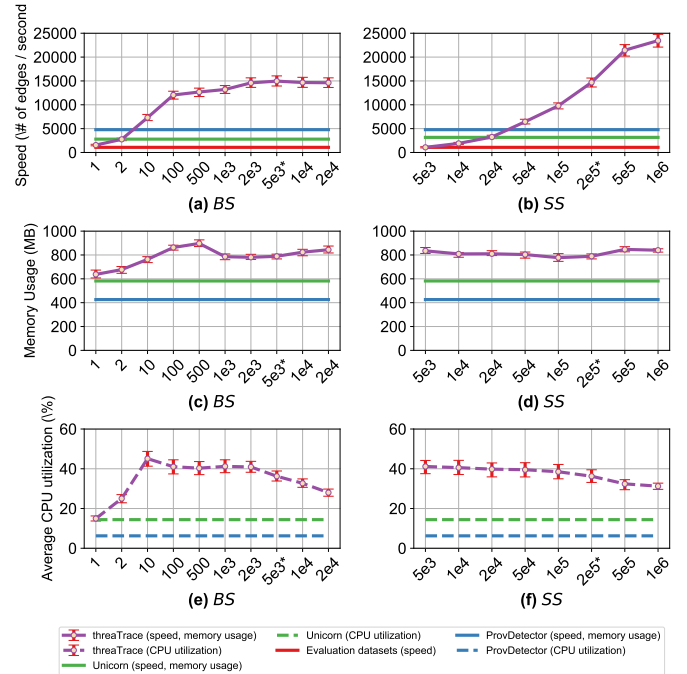 Speed (\# of edges / second
25000
20000
15000
10000
5000
0
1 2 10 100 500 1e3 2e3 5e3* 1e4 2e4
(a) BS
25000
20000
15000
10000
5000
0
5e3 1e4 2e4 5e4 1e5 2e5* 5e5 1e6
(b) SS
Memory Usage (MB)
1000
800
600
400
200
0
1 2 10 100 500 1e3 2e3 5e3* 1e4 2e4
(c) BS
1000
800
600
400
200
0
5e3 1e4 2e4 5e4 1e5 2e5* 5e5 1e6
(d) SS
Average CPU utilization (\%)
60
40
20
0
1 2 10 100 500 1e3 2e3 5e3* 1e4 2e4
(e) BS
60
40
20
0
5e3 1e4 2e4 5e4 1e5 2e5* 5e5 1e6
(f) SS
threaTrace (speed, memory usage)
threaTrace (CPU utilization)
Unicorn (speed, memory usage)
Unicorn (CPU utilization)
Evaluation datasets (speed)
ProvDetector (speed, memory usage)
ProvDetector (CPU utilization)